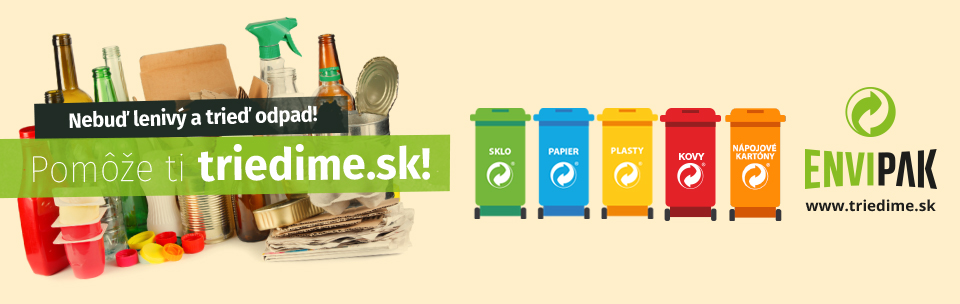 Nebuď lenivý a trieď odpad!
Pomôže ti triedime.sk!
SKLO
PAPIER
PLASTY
KOVY
NÁPOJOVÉ
KARTÓNY
ENVIPAK
www.triedime.sk